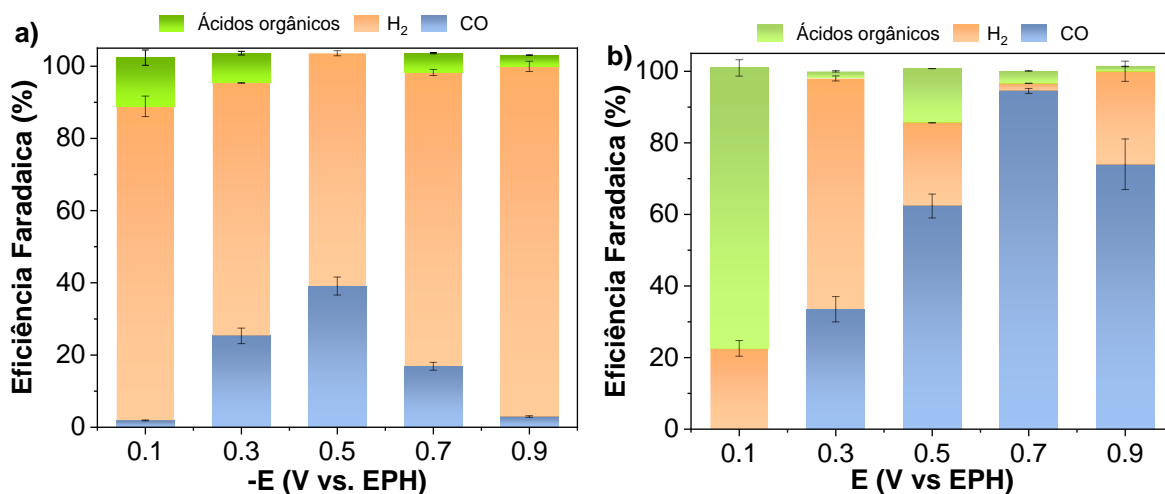 a)
Ácidos orgânicos H₂ CO
Eficiência Faradaica (%)
100
80
60
40
20
0
0.1 0.3 0.5 0.7 0.9
-E (V vs. EPH)
b)
Ácidos orgânicos H₂ CO
Eficiência Faradaica (%)
100
80
60
40
20
0
0.1 0.3 0.5 0.7 0.9
E (V vs EPH)